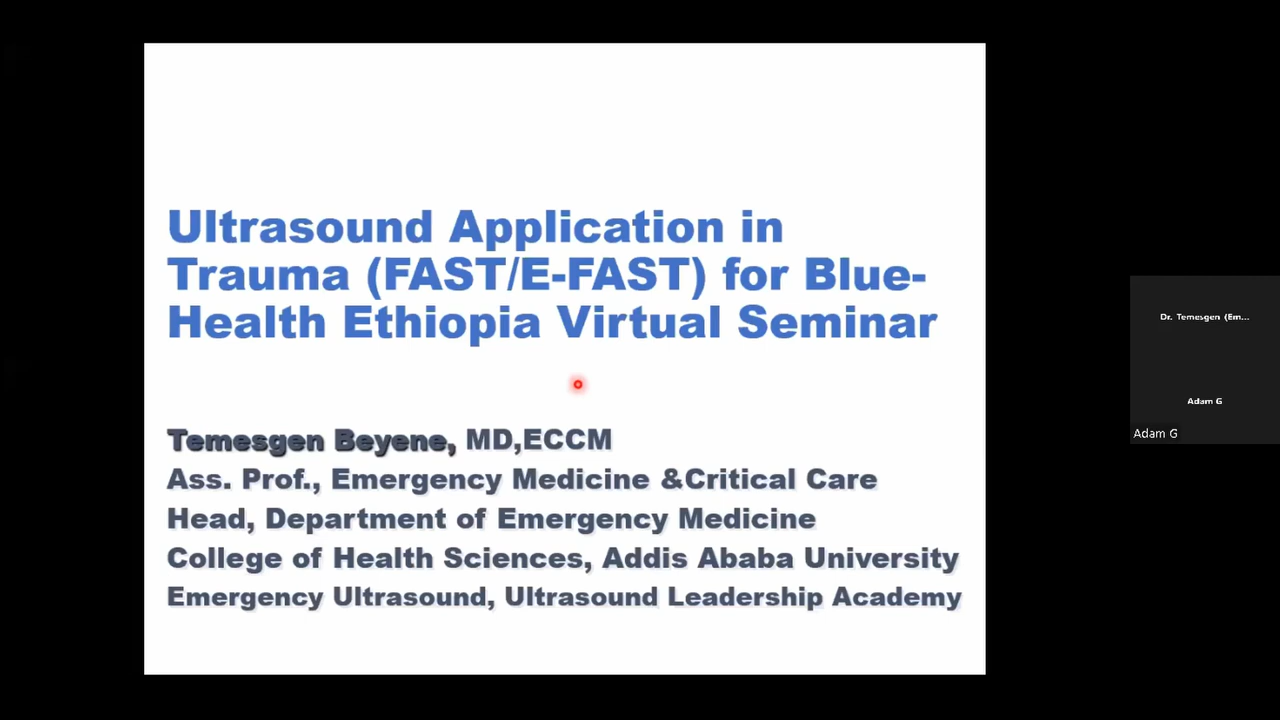 Ultrasound Application in
Trauma (FAST/E-FAST) for Blue-
Health Ethiopia Virtual Seminar
Temesgen Beyene, MD,ECCM
Ass. Prof., Emergency Medicine &Critical Care
Head, Department of Emergency Medicine
College of Health Sciences, Addis Ababa University
Emergency Ultrasound, Ultrasound Leadership Academy
Dr. Temesgen (Em...
Adam G
Adam G